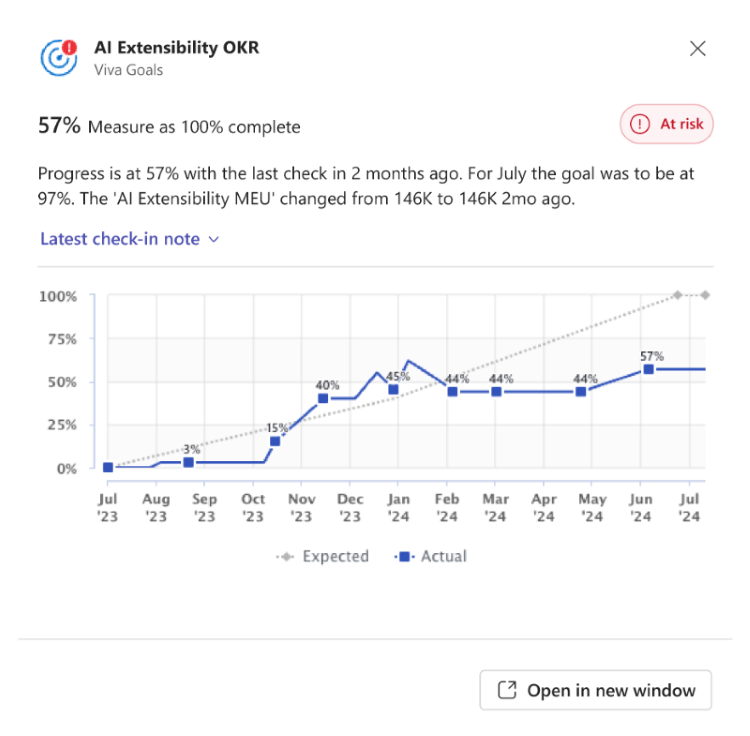 AI Extensibility OKR
Viva Goals
57% Measure as 100% complete
At risk
Progress is at 57% with the last check in 2 months ago. For July the goal was to be at
97%. The 'AI Extensibility MEU' changed from 146K to 146K 2mo ago.
Latest check-in note
100%
75%
50%
25%
0%
3%
15%
40%
45%
44%
44%
44%
57%
Jul '23
Aug '23
Sep '23
Oct '23
Nov '23
Dec '23
Jan '24
Feb '24
Mar '24
Apr '24
May '24
Jun '24
Jul '24
Expected
Actual
Open in new window